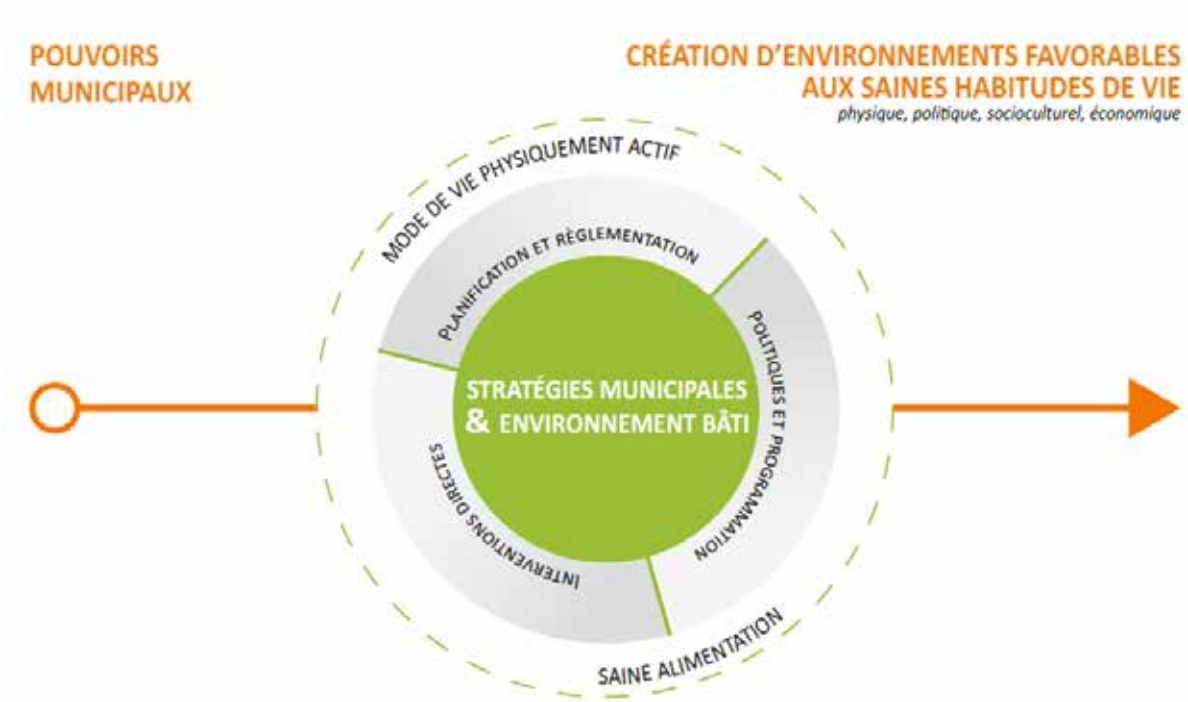 POUVOIRS
MUNICIPAUX
CRÉATION D'ENVIRONNEMENTS FAVORABLES
AUX SAINES HABITUDES DE VIE
physique, politique, socioculturel, économique
MODE DE VIE PHYSIQUEMENT ACTIF
PLANIFICATION ET RÈGLEMENTATION
POLITIQUES ET PROGRAMMATION
STRATÉGIES MUNICIPALES
& ENVIRONNEMENT BÂTI
INTERVENTIONS DIRECTES
SAINE ALIMENTATION